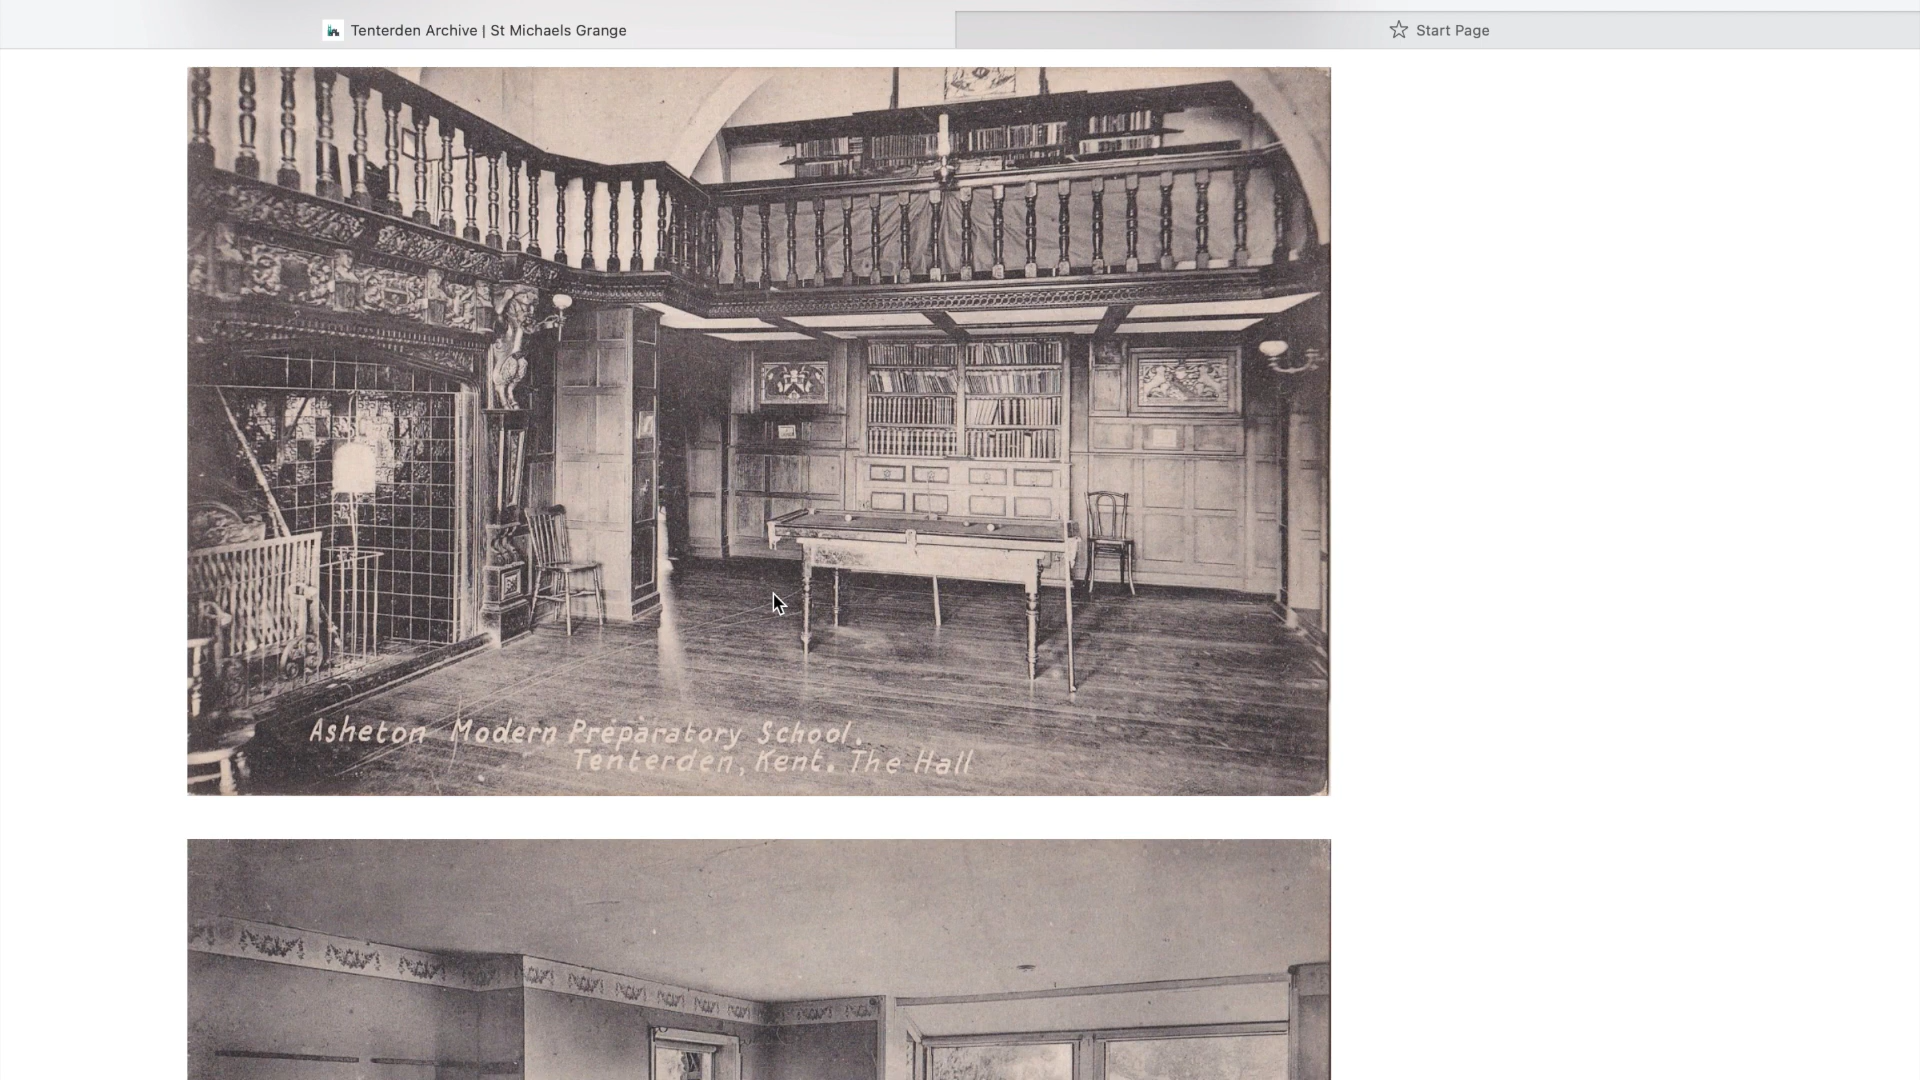 Tenterden Archive | St Michaels Grange
Start Page
Asheton Modern Preparatory School.
Tenterden, Kent. The Hall